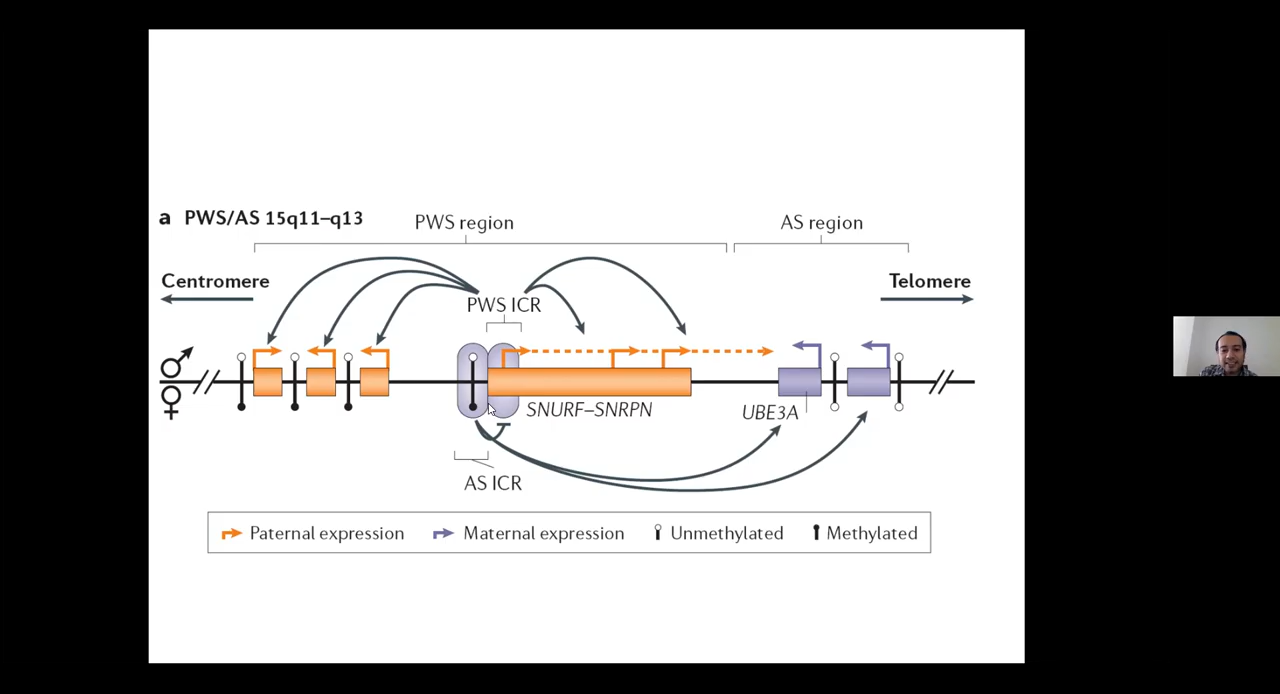 a PWS/AS 15q11–q13
PWS region
AS region
Centromere
Telomere
PWS ICR
SNURF–SNRPN
UBE3A
AS ICR
Paternal expression
Maternal expression
Unmethylated
Methylated